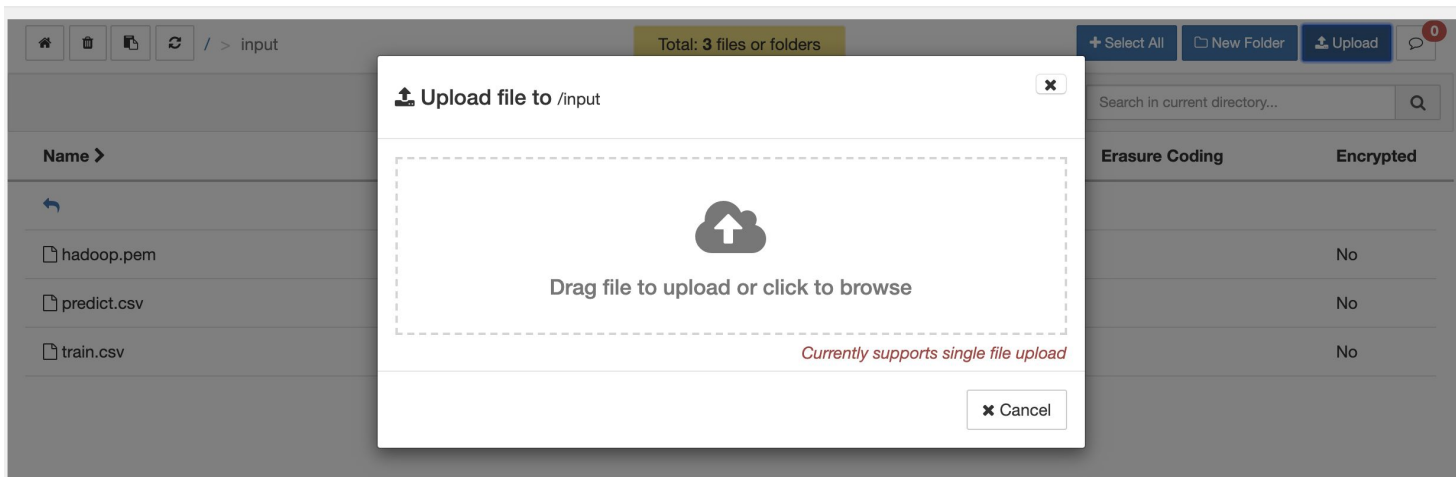 / > input
Total: 3 files or folders
Select All
New Folder
Upload
0
Upload file to /input
Search in current directory...
Name
Erasure Coding
Encrypted
hadoop.pem
No
Drag file to upload or click to browse
predict.csv
No
train.csv
No
Currently supports single file upload
Cancel